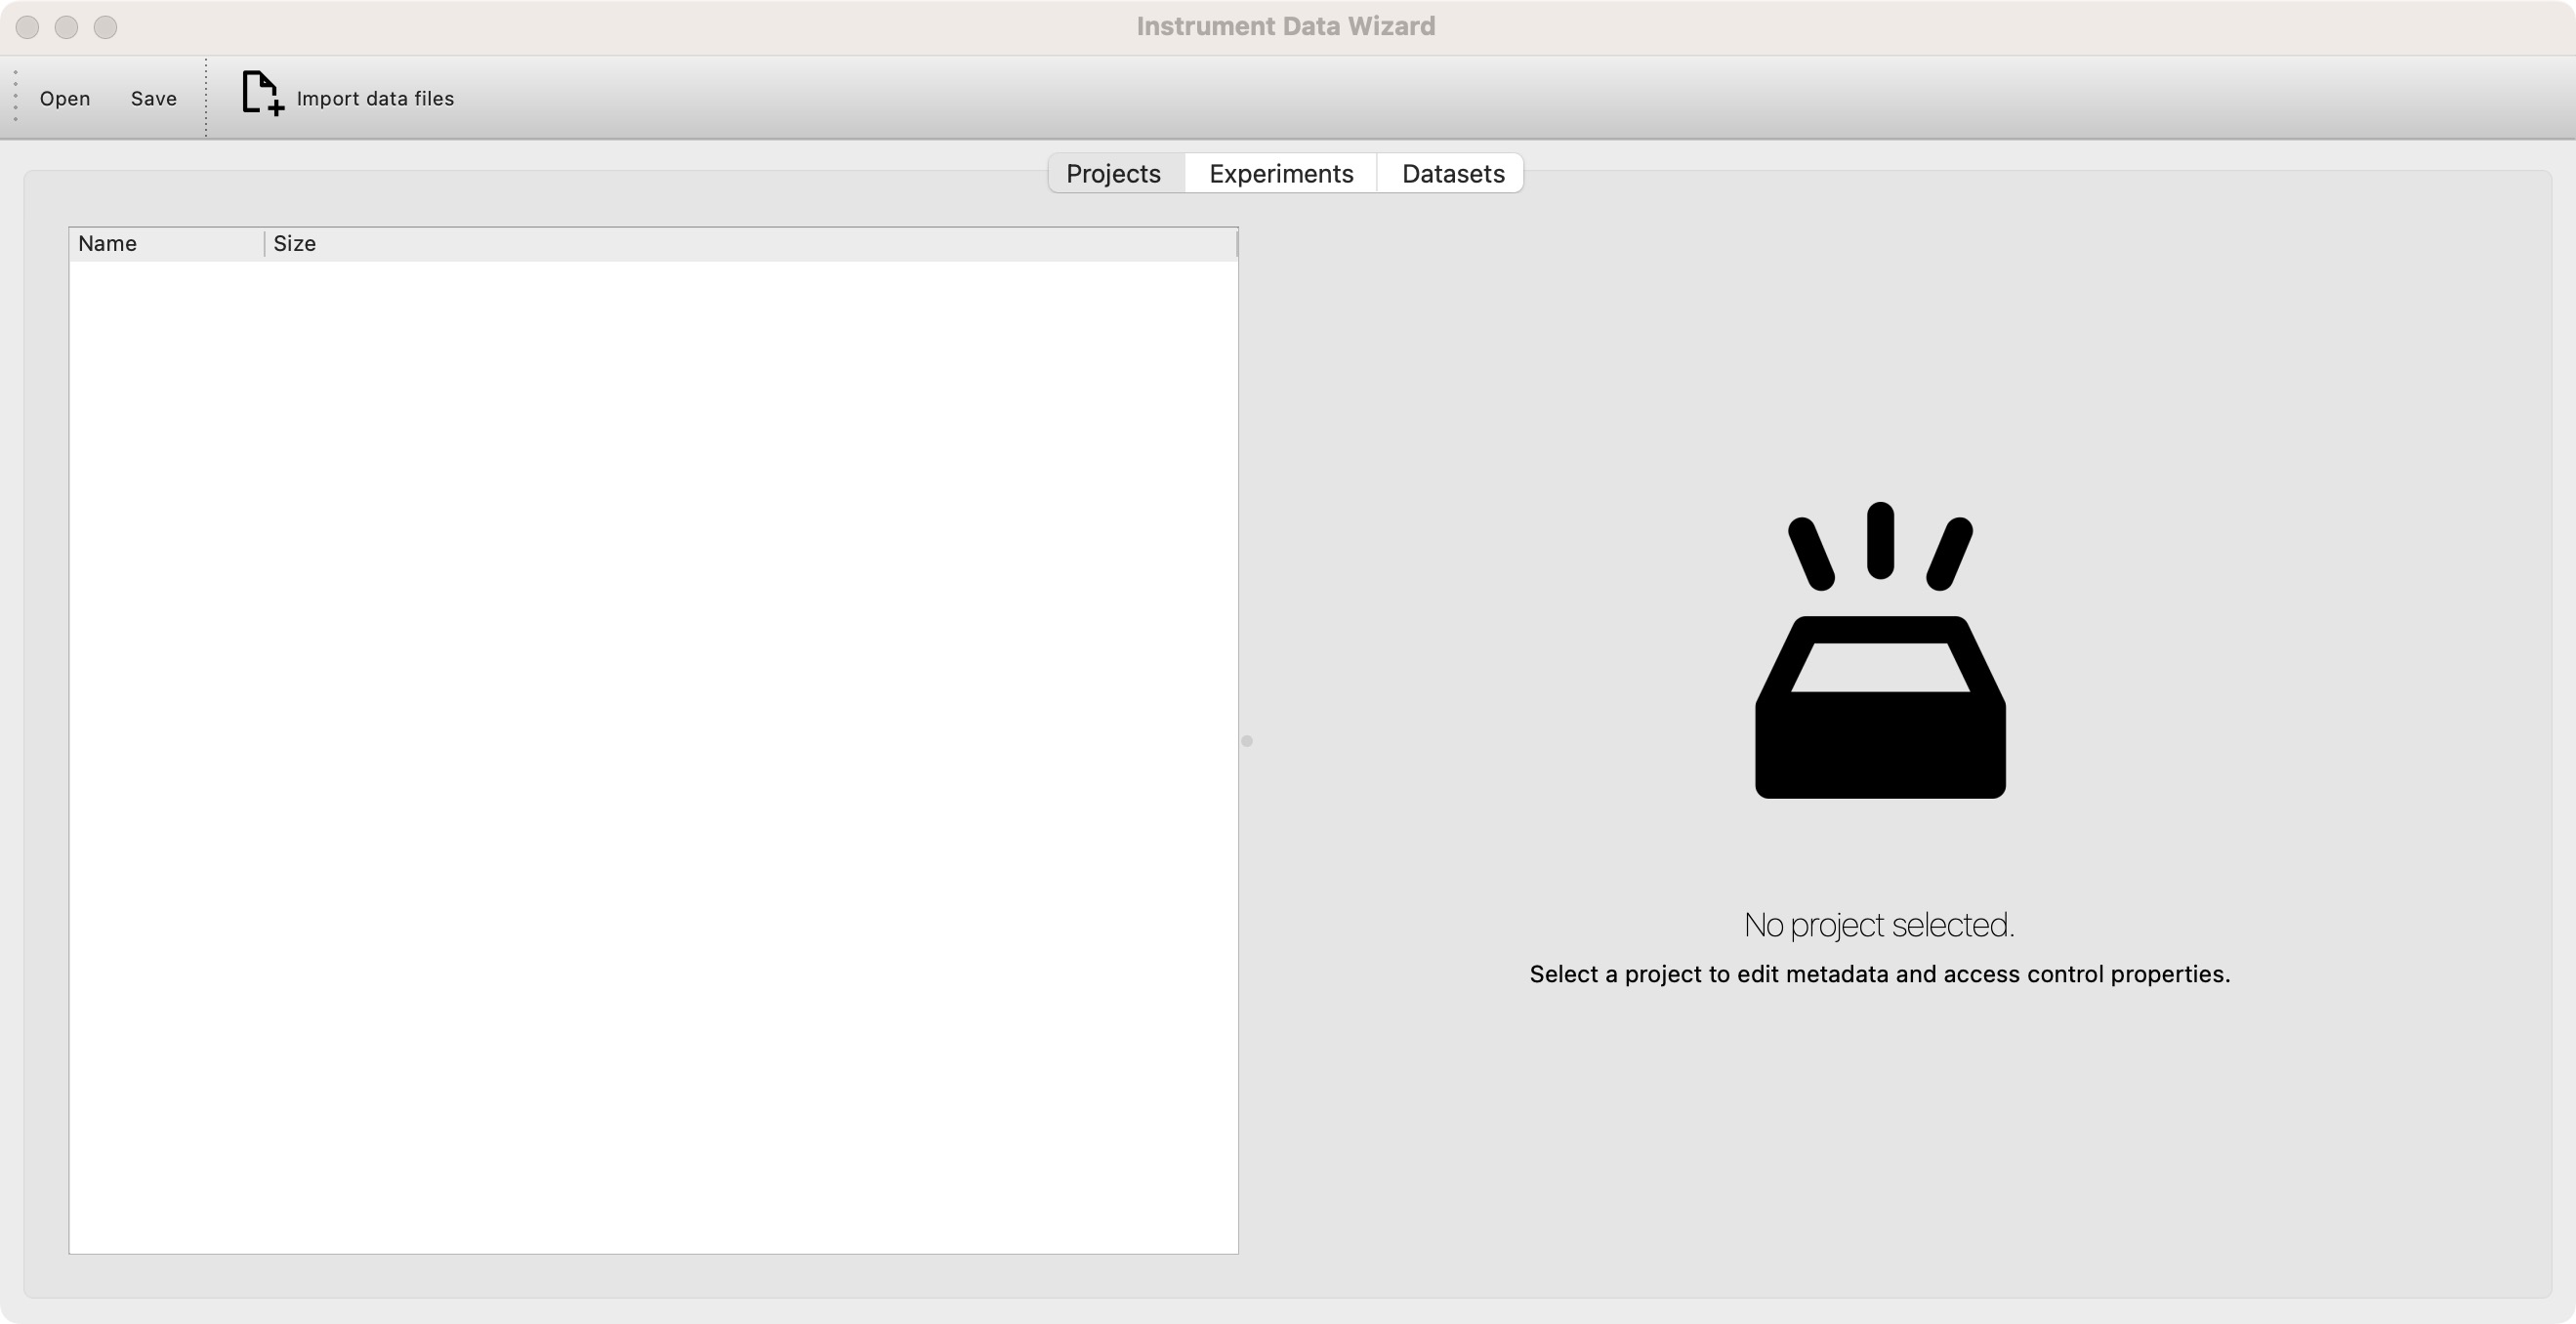 Instrument Data Wizard
Open Save Import data files
Projects Experiments Datasets
Name Size
No project selected.
Select a project to edit metadata and access control properties.